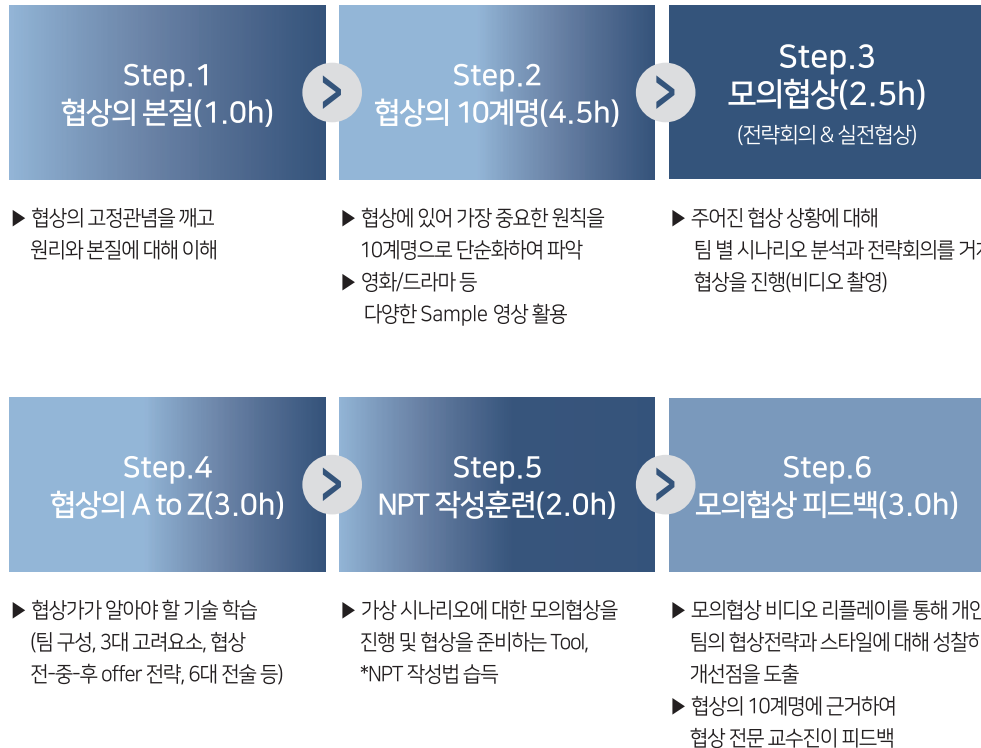 Step.1
협상의 본질(1.0h)
▶ 협상의 고정관념을 깨고
원리와 본질에 대해 이해
Step.2
협상의 10계명(4.5h)
▶ 협상에 있어 가장 중요한 원칙을
10계명으로 단순화하여 파악
▶ 영화/드라마 등
다양한 Sample 영상 활용
Step.3
모의협상(2.5h)
(전략회의 & 실전협상)
▶ 주어진 협상 상황에 대해
팀 별 시나리오 분석과 전략회의를
협상을 진행(비디오 촬영)
Step.4
협상의 A to Z(3.0h)
▶ 협상가가 알아야 할 기술 학습
(팀 구성, 3대 고려요소, 협상
전-중-후 offer 전략, 6대 전술 등)
Step.5
NPT 작성훈련(2.0h)
▶ 가상 시나리오에 대한 모의협상을
진행 및 협상을 준비하는 Tool,
*NPT 작성법 습득
Step.6
모의협상 피드백(3.0h)
▶ 모의협상 비디오 리플레이를 통해
팀의 협상전략과 스타일에 대해
개선점을 도출
▶ 협상의 10계명에 근거하여
협상 전문 교수진이 피드백